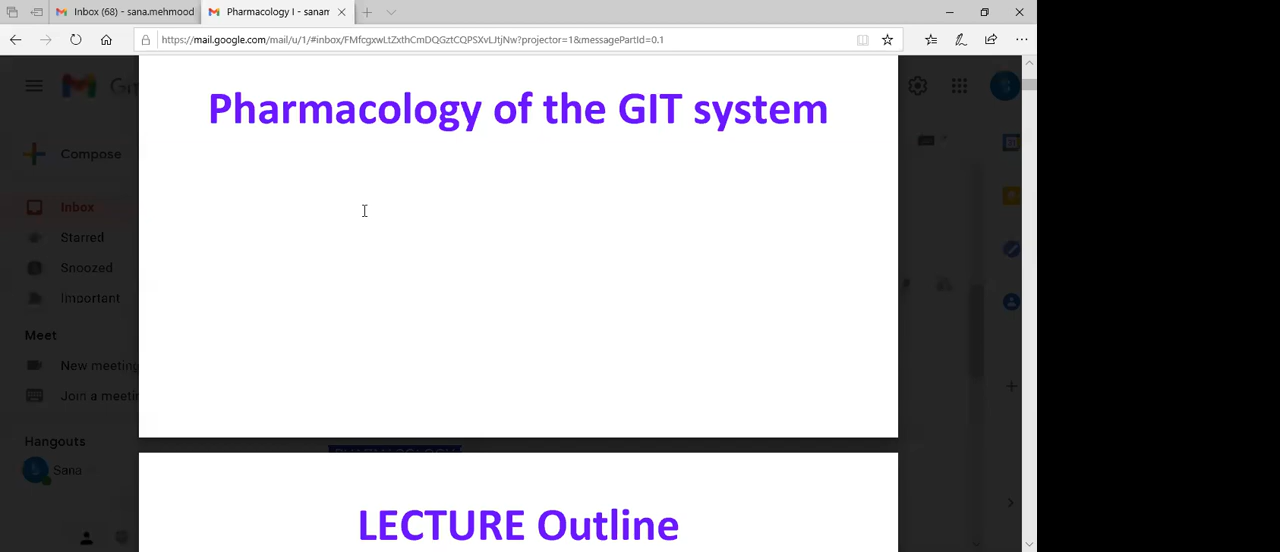 Inbox (68) - sana.mehmood
Pharmacology I - sanam
https://mail.google.com/mail/u/1/#inbox/FMfcgxwLtZxthCmDQGztCQPSXvLJtjNw?projector=1&messagePartId=0.1
Pharmacology of the GIT system
Compose
Inbox
Starred
Snoozed
Important
Meet
New meeting
Join a meeti
Hangouts
Sana
LECTURE Outline